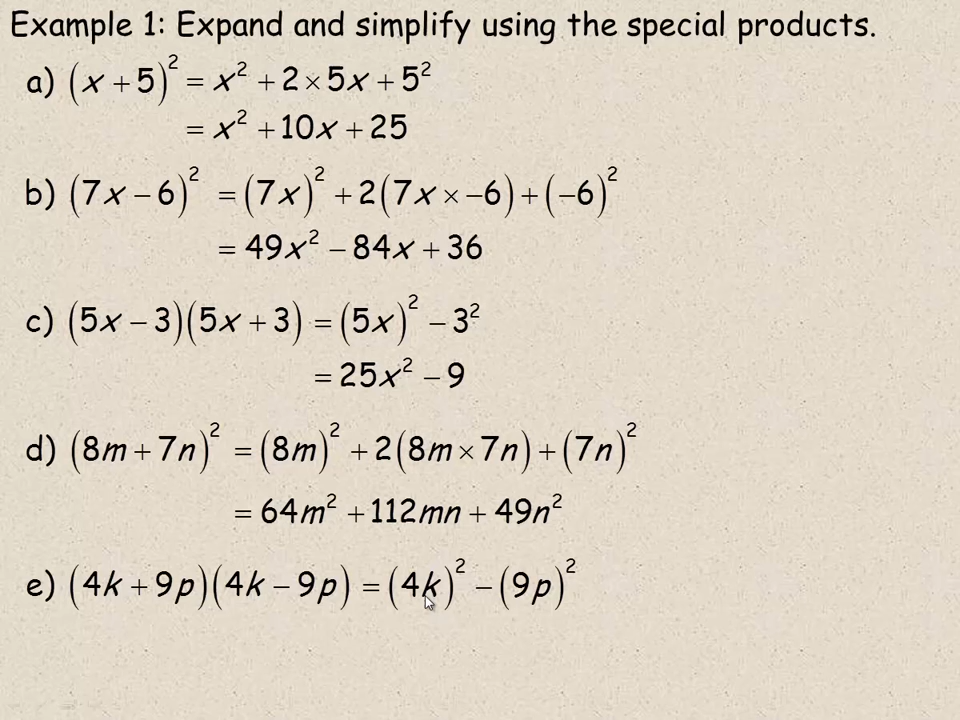 Example 1: Expand and simplify using the special products.
a) (x + 5)² = x² + 2 × 5x + 5²
= x² + 10x + 25
b) (7x − 6)² = (7x)² + 2(7x × −6) + (−6)²
= 49x² − 84x + 36
c) (5x − 3)(5x + 3) = (5x)² − 3²
= 25x² − 9
d) (8m + 7n)² = (8m)² + 2(8m × 7n) + (7n)²
= 64m² + 112mn + 49n²
e) (4k + 9p)(4k − 9p) = (4k)² − (9p)²